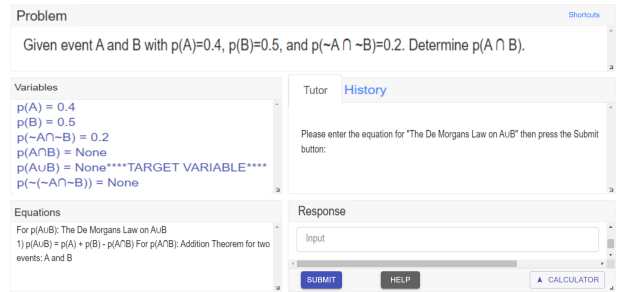 Problem
Shortcuts
Given event A and B with p(A)=0.4, p(B)=0.5, and p(~A ∩ ~B)=0.2. Determine p(A ∩ B).
Variables
p(A) = 0.4
p(B) = 0.5
p(~A∩~B) = 0.2
p(A∩B) = None
p(A∪B) = None****TARGET VARIABLE****
p(~(~A∩~B)) = None
Tutor History
Please enter the equation for "The De Morgans Law on A∪B" then press the Submit
button:
Equations
For p(A∪B): The De Morgans Law on A∪B
1) p(A∪B) = p(A) + p(B) - p(A∩B) For p(A∩B): Addition Theorem for two
events: A and B
Response
Input
SUBMIT HELP CALCULATOR